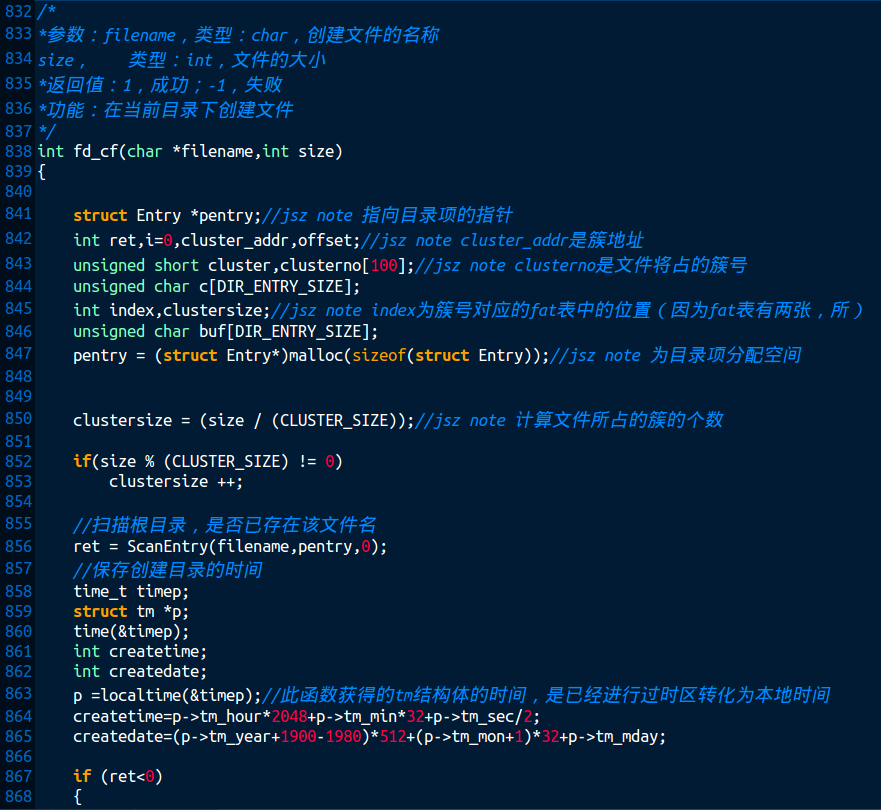 832 /*
833 *参数：filename，类型：char，创建文件的名称
834 size，    类型：int，文件的大小
835 *返回值：1，成功；-1，失败
836 *功能：在当前目录下创建文件
837 */
838 int fd_cf(char *filename,int size)
839 {
840
841     struct Entry *pentry;//jsz note 指向目录项的指针
842     int ret,i=0,cluster_addr,offset;//jsz note cluster_addr是簇地址
843     unsigned short cluster,clusterno[100];//jsz note clusterno是文件将占的簇号
844     unsigned char c[DIR_ENTRY_SIZE];
845     int index,clustersize;//jsz note index为簇号对应的fat表中的位置（因为fat表有两张，所）
846     unsigned char buf[DIR_ENTRY_SIZE];
847     pentry = (struct Entry*)malloc(sizeof(struct Entry));//jsz note 为目录项分配空间
848
849
850     clustersize = (size / (CLUSTER_SIZE));//jsz note 计算文件所占的簇的个数
851
852     if(size % (CLUSTER_SIZE) != 0)
853         clustersize ++;
854
855     //扫描根目录，是否已存在该文件名
856     ret = ScanEntry(filename,pentry,0);
857     //保存创建目录的时间
858     time_t timep;
859     struct tm *p;
860     time(&timep);
861     int createtime;
862     int createdate;
863     p =localtime(&timep);//此函数获得的tm结构体的时间，是已经进行过时区转化为本地时间
864     createtime=p->tm_hour*2048+p->tm_min*32+p->tm_sec/2;
865     createdate=(p->tm_year+1900-1980)*512+(p->tm_mon+1)*32+p->tm_mday;
866
867     if (ret<0)
868     {